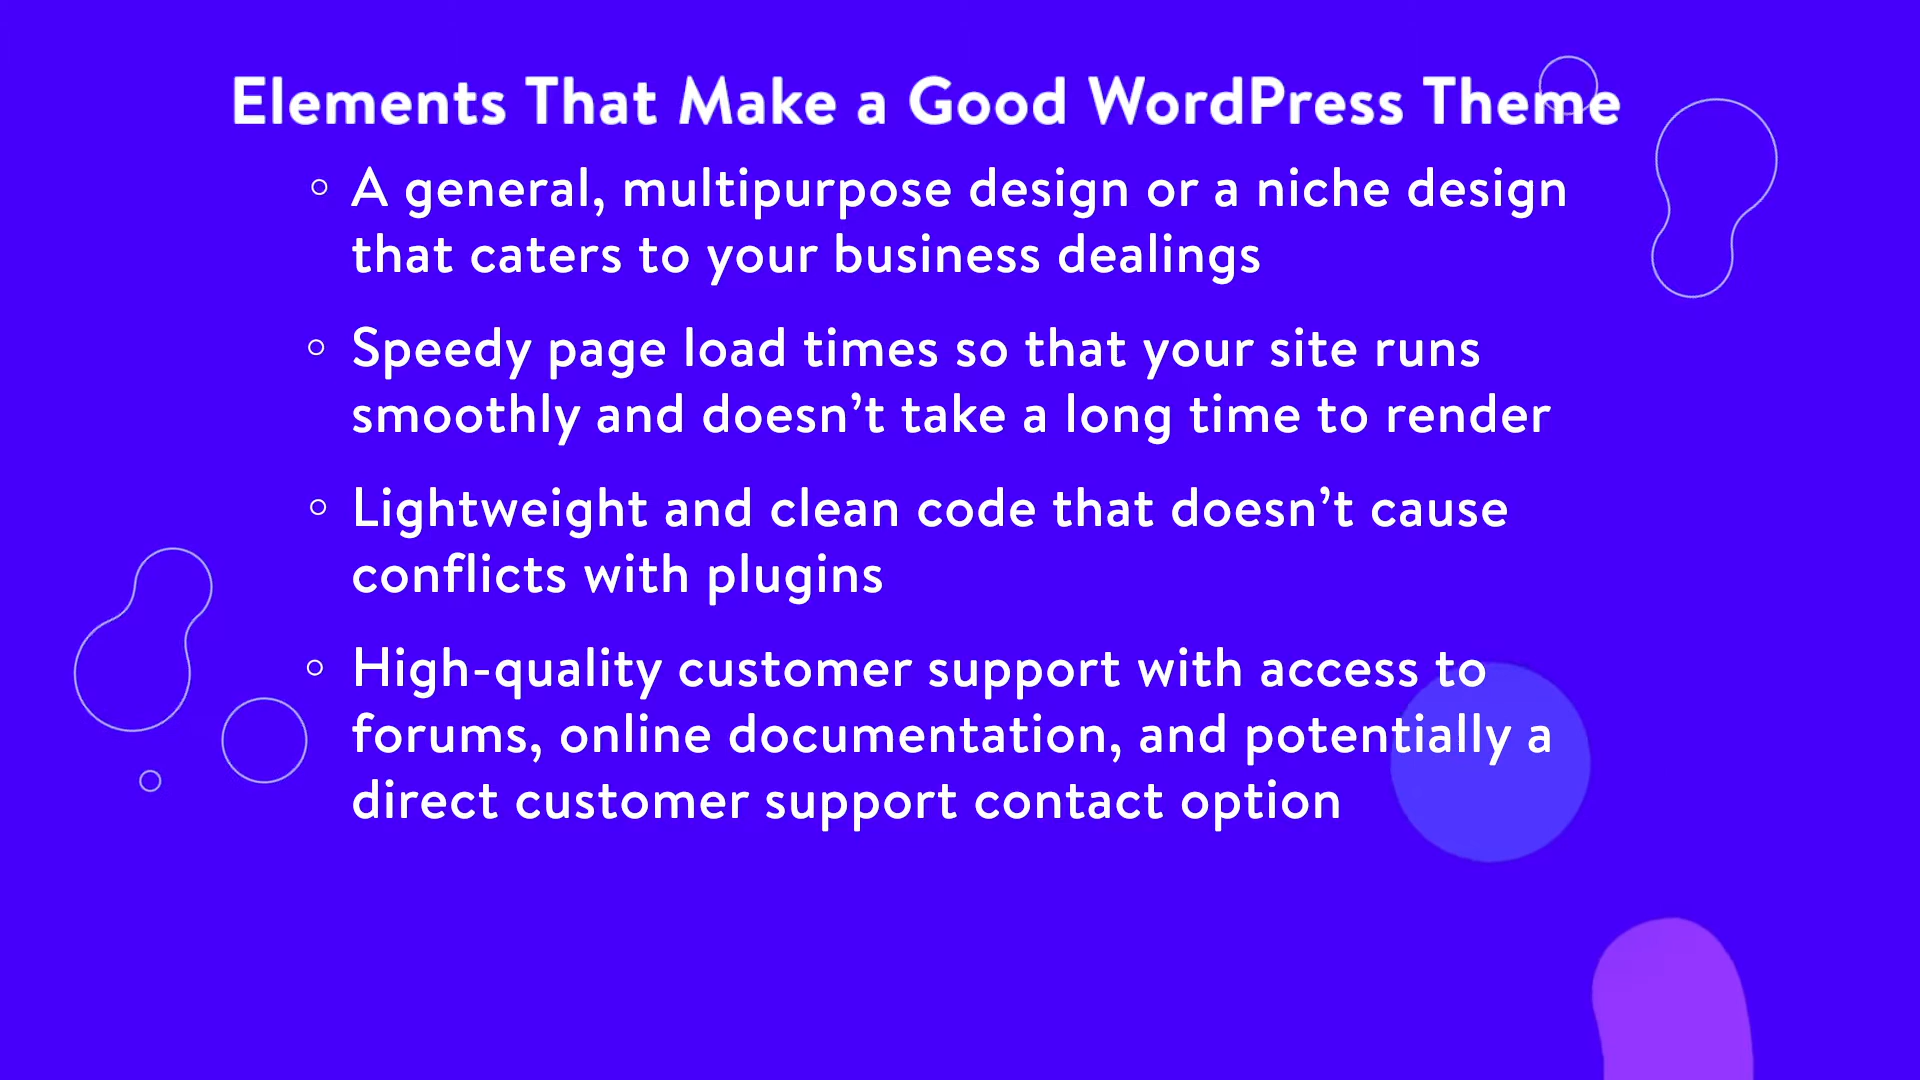 Elements That Make a Good WordPress Theme
◦ A general, multipurpose design or a niche design
that caters to your business dealings
◦ Speedy page load times so that your site runs
smoothly and doesn’t take a long time to render
◦ Lightweight and clean code that doesn’t cause
conflicts with plugins
◦ High-quality customer support with access to
forums, online documentation, and potentially a
direct customer support contact option